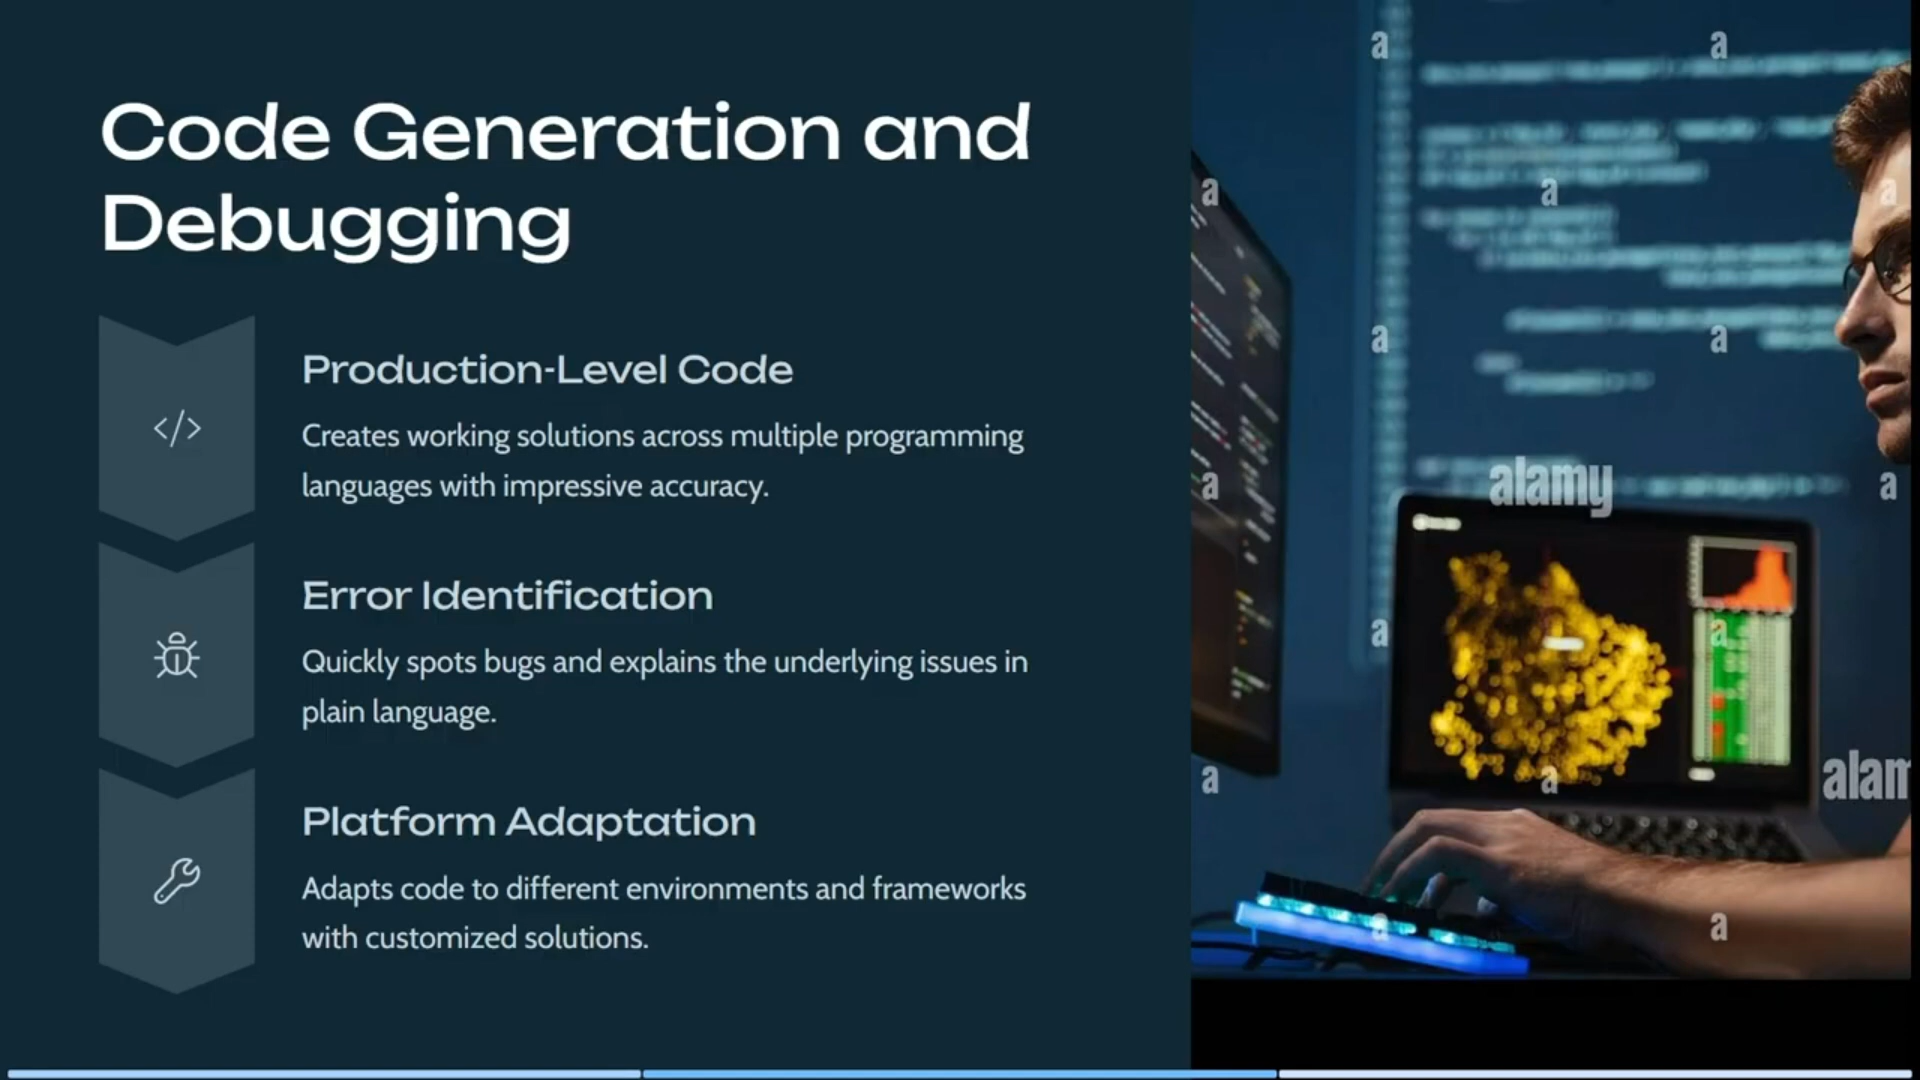 Code Generation and
Debugging
Production-Level Code
Creates working solutions across multiple programming
languages with impressive accuracy.
Error Identification
Quickly spots bugs and explains the underlying issues in
plain language.
Platform Adaptation
Adapts code to different environments and frameworks
with customized solutions.
a a
a a a
a a
alamy
a a
a a
alam
a a
a a